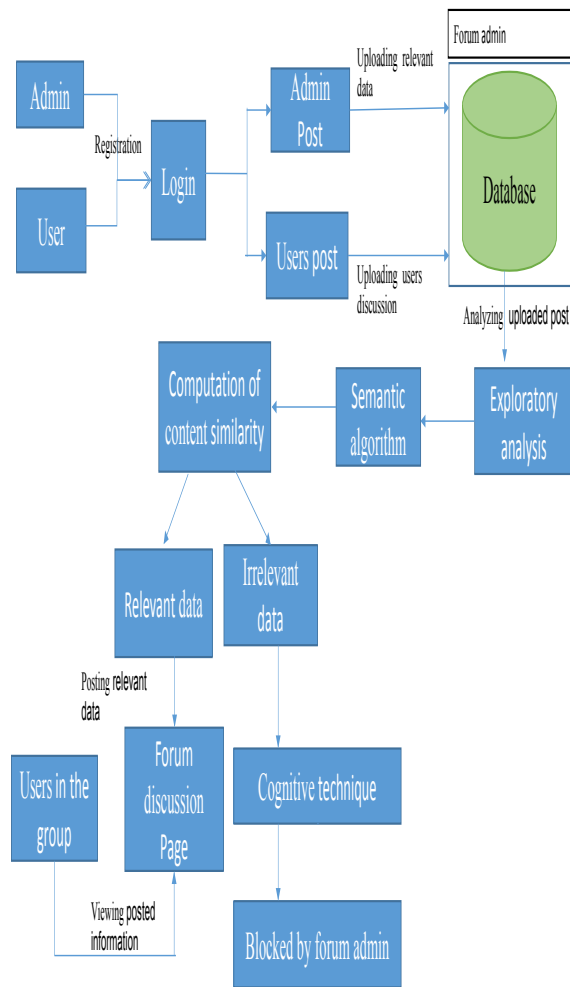 Forum admin
Uploading relevant
data
Admin
Admin
Post
Registration
Login
Database
User
Users post
Uploading users
discussion
Analyzing uploaded post
Computation of
content similarity
Semantic
algorithm
Exploratory
analysis
Relevant data
Irrelevant
data
Posting relevant
data
Users in the
group
Forum
discussion
Page
Cognitive technique
Viewing posted
information
Blocked by forum admin